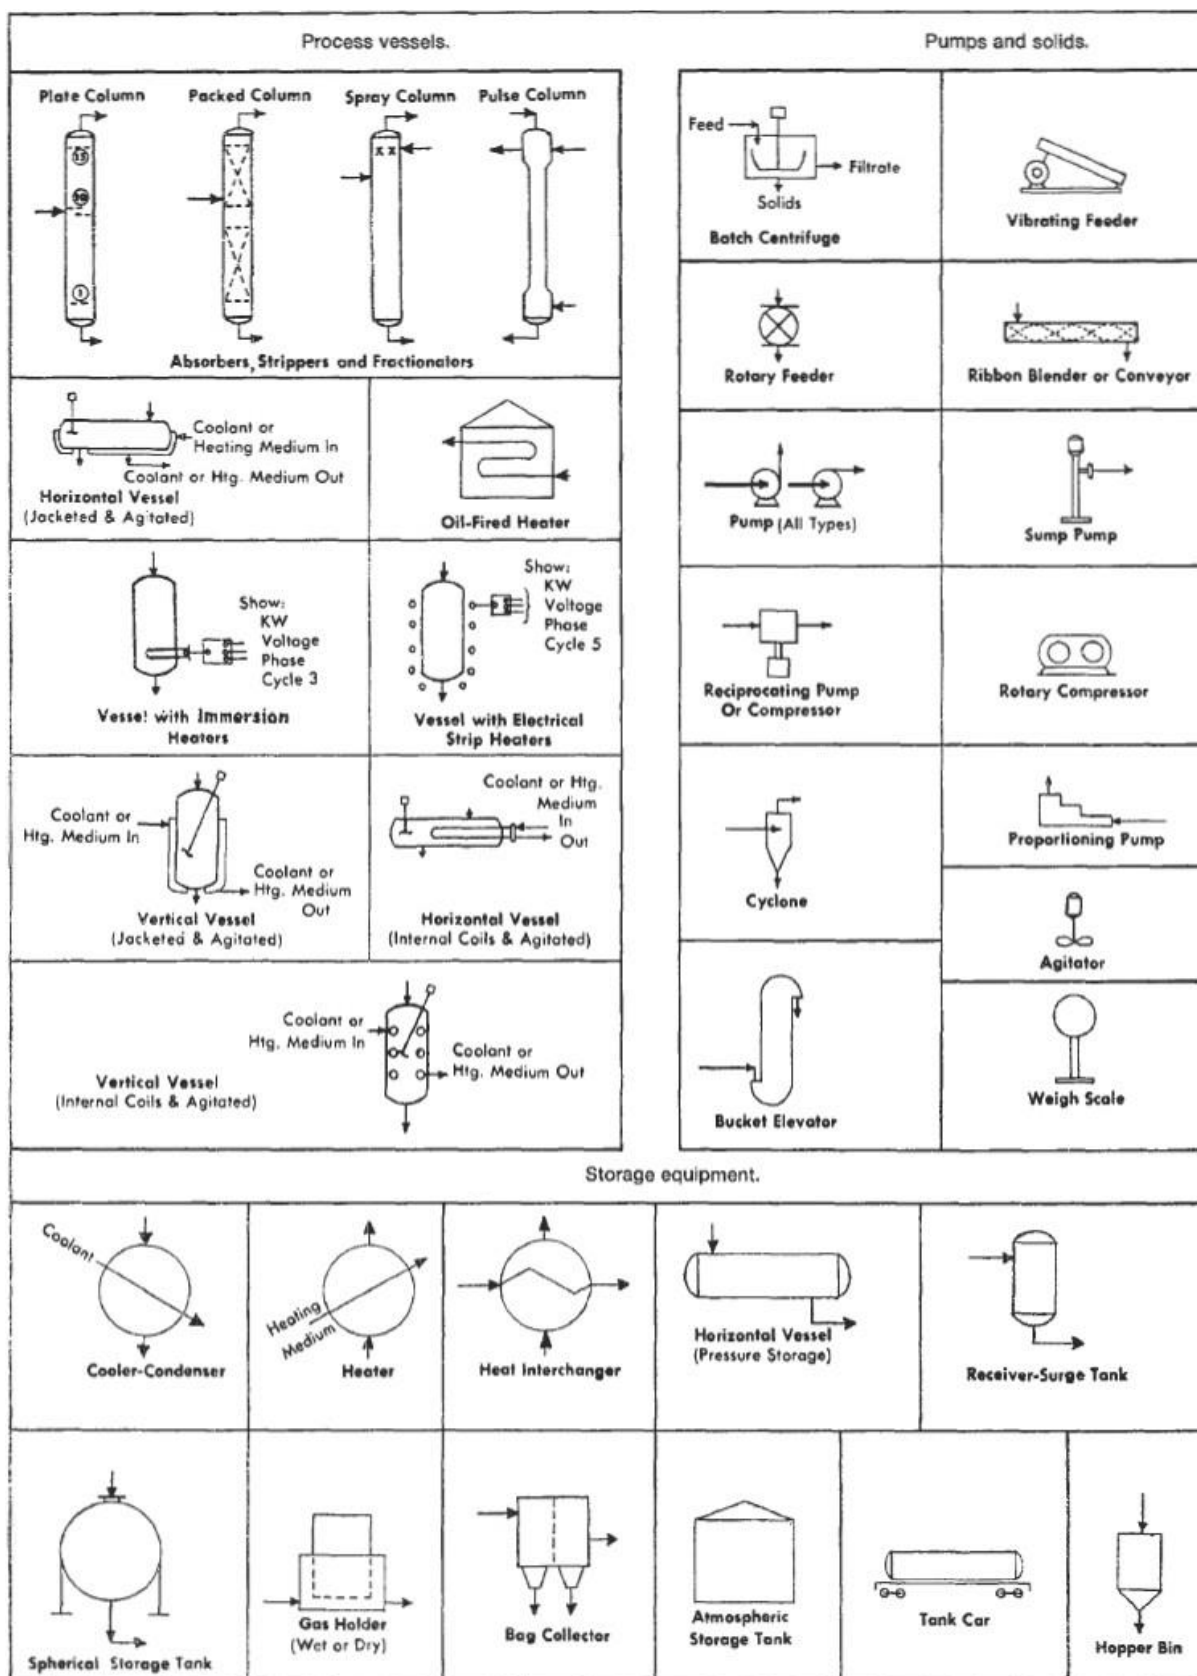 Process vessels.
Plate Column
Packed Column
Spray Column
Pulse Column
1
Absorbers, Strippers and Fractionators
Coolant or
Heating Medium In
Coolant or Htg. Medium Out
Horizontal Vessel
(Jacketed & Agitated)
Oil-Fired Heater
Show:
KW
Voltage
Phase
Cycle 3
Vessel with Immersion
Heaters
Show:
KW
Voltage
Phase
Cycle 5
Vessel with Electrical
Strip Heaters
Coolant or
Htg. Medium In
Coolant or
Htg. Medium
Out
Vertical Vessel
(Jacketed & Agitated)
Coolant or Htg.
Medium
In
Out
Horizontal Vessel
(Internal Coils & Agitated)
Coolant or
Htg. Medium In
Coolant or
Htg. Medium Out
Vertical Vessel
(Internal Coils & Agitated)
Pumps and solids.
Feed
Filtrate
Solids
Batch Centrifuge
Vibrating Feeder
Rotary Feeder
Ribbon Blender or Conveyor
Pump (All Types)
Sump Pump
Reciprocating Pump
Or Compressor
Rotary Compressor
Cyclone
Proportioning Pump
Agitator
Bucket Elevator
Weigh Scale
Storage equipment.
Coolant
Cooler-Condenser
Heating
Medium
Heater
Heat Interchanger
Horizontal Vessel
(Pressure Storage)
Receiver-Surge Tank
Spherical Storage Tank
Gas Holder
(Wet or Dry)
Bag Collector
Atmospheric
Storage Tank
Tank Car
Hopper Bin